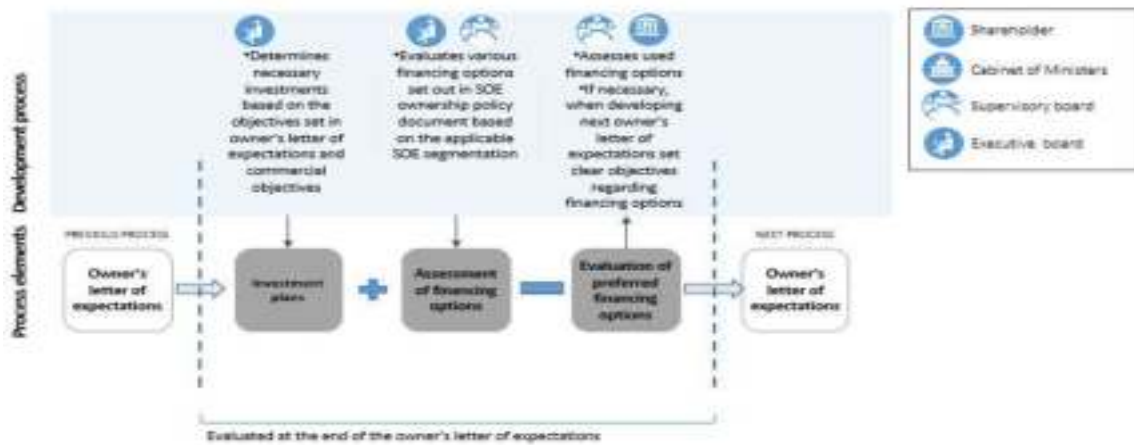 Development process
*Determines
necessary
investments
based on the
objectives set in
owner's letter of
expectations and
commercial
objectives
*Evaluates various
financing options
set out in SOE
ownership policy
document based
on the applicable
SOE segmentation
*Assesses used
financing options
*If necessary,
when developing
next owner's
letter of
expectations set
clear objectives
regarding
financing options
Shareholder
Cabinet of Ministers
Supervisory board
Executive board
Process elements
PREVIOUS PROCESS
Owner's
letter of
expectations
Investment
plans
Assessment
of financing
options
Evaluation of
preferred
financing
options
NEXT PROCESS
Owner's
letter of
expectations
Evaluated at the end of the owner's letter of expectations